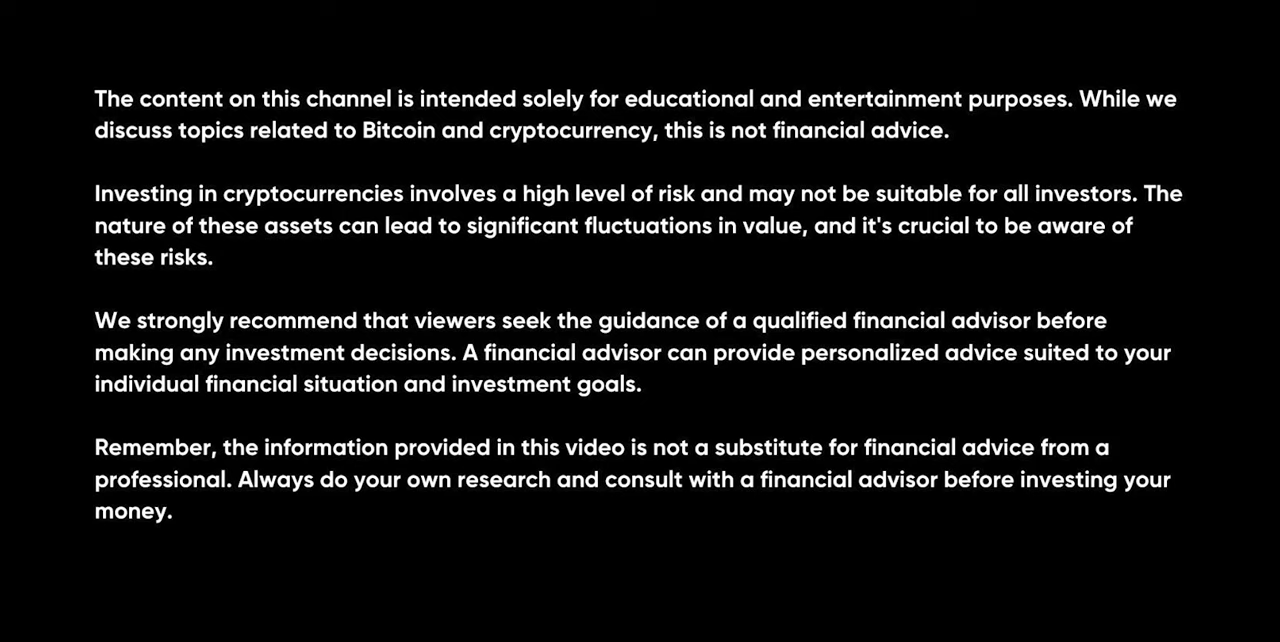 The content on this channel is intended solely for educational and entertainment purposes. While we
discuss topics related to Bitcoin and cryptocurrency, this is not financial advice.
Investing in cryptocurrencies involves a high level of risk and may not be suitable for all investors. The
nature of these assets can lead to significant fluctuations in value, and it's crucial to be aware of
these risks.
We strongly recommend that viewers seek the guidance of a qualified financial advisor before
making any investment decisions. A financial advisor can provide personalized advice suited to your
individual financial situation and investment goals.
Remember, the information provided in this video is not a substitute for financial advice from a
professional. Always do your own research and consult with a financial advisor before investing your
money.